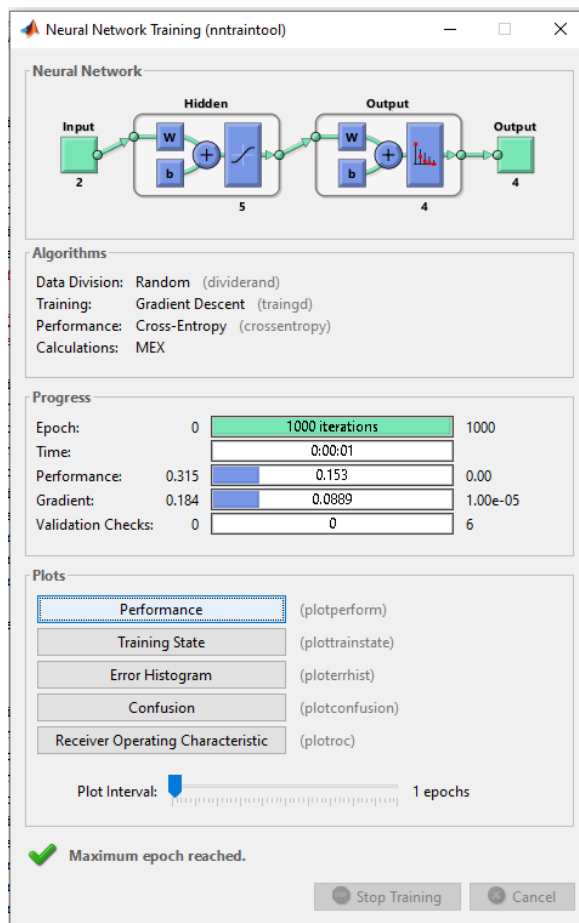 Neural Network Training (nntraintool)
Neural Network
Hidden
Output
Input
Output
W
W
b
b
2
5
4
4
Algorithms
Data Division: Random (dividerand)
Training: Gradient Descent (traingd)
Performance: Cross-Entropy (crossentropy)
Calculations: MEX
Progress
Epoch: 0 1000 iterations 1000
Time: 0:00:01
Performance: 0.315 0.153 0.00
Gradient: 0.184 0.0889 1.00e-05
Validation Checks: 0 0 6
Plots
Performance (plotperform)
Training State (plottrainstate)
Error Histogram (ploterrhist)
Confusion (plotconfusion)
Receiver Operating Characteristic (plotroc)
Plot Interval: 1 epochs
Maximum epoch reached.
Stop Training Cancel